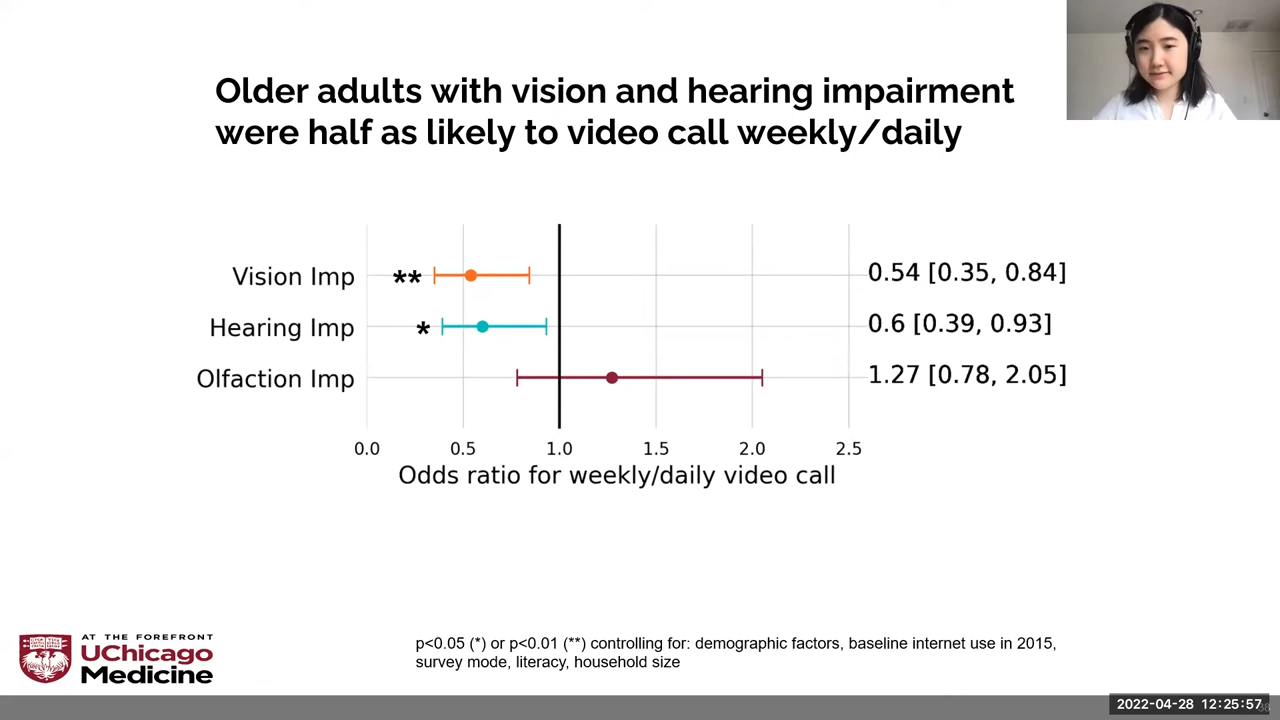 Older adults with vision and hearing impairment
were half as likely to video call weekly/daily
Vision Imp ** 0.54 [0.35, 0.84]
Hearing Imp * 0.6 [0.39, 0.93]
Olfaction Imp 1.27 [0.78, 2.05]
0.0 0.5 1.0 1.5 2.0 2.5
Odds ratio for weekly/daily video call
p<0.05 (*) or p<0.01 (**) controlling for: demographic factors, baseline internet use in 2015,
survey mode, literacy, household size
AT THE FOREFRONT
UChicago
Medicine
2022-04-28 12:25:57